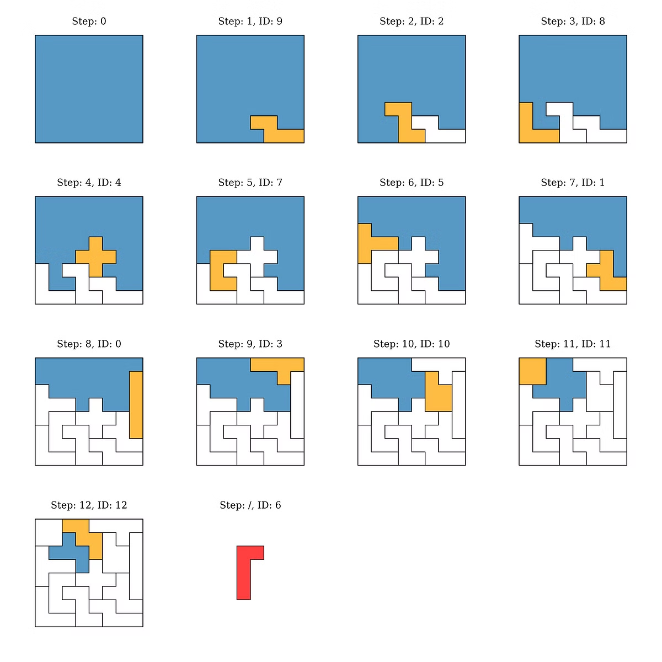 Step: 0
Step: 1, ID: 9
Step: 2, ID: 2
Step: 3, ID: 8
Step: 4, ID: 4
Step: 5, ID: 7
Step: 6, ID: 5
Step: 7, ID: 1
Step: 8, ID: 0
Step: 9, ID: 3
Step: 10, ID: 10
Step: 11, ID: 11
Step: 12, ID: 12
Step: /, ID: 6